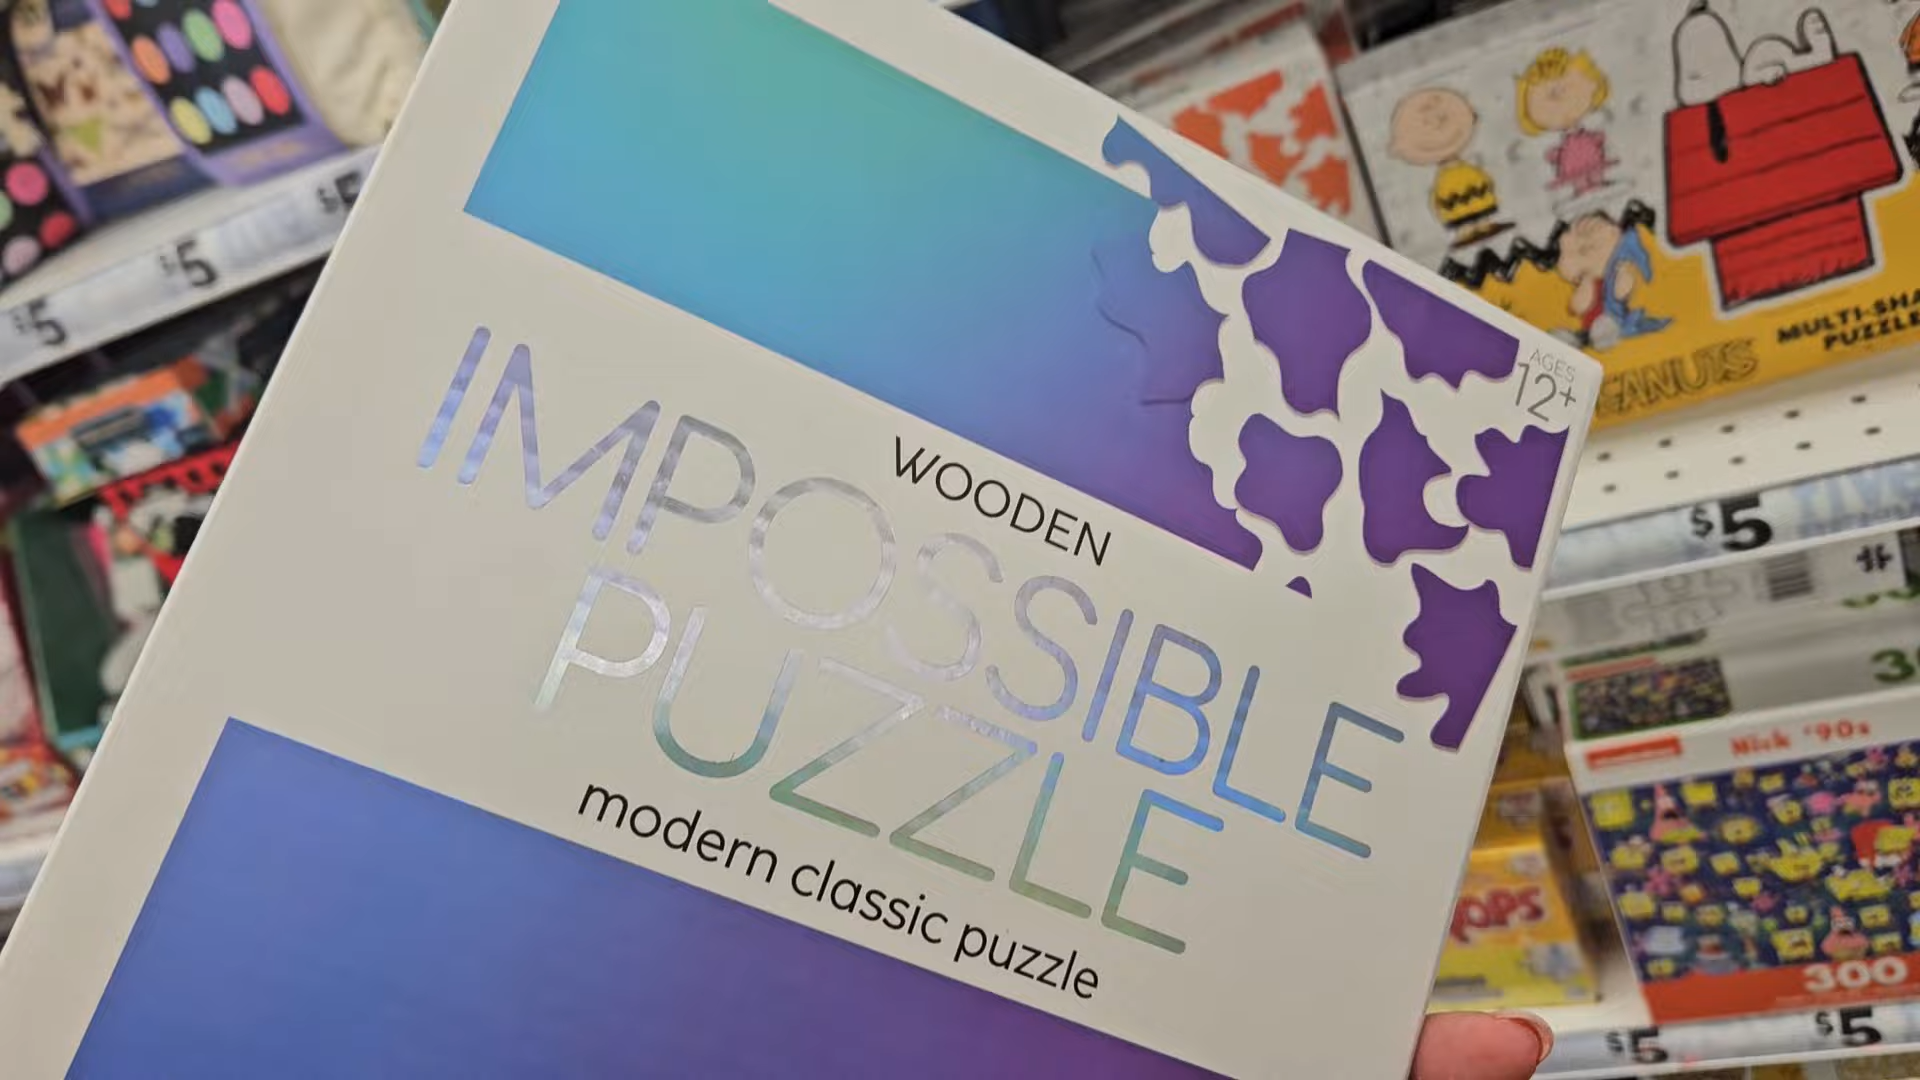 WOODEN
IMPOSSIBLE
PUZZLE
modern classic puzzle
AGES
12+
$5
$5
$5
MULTI-SHA
PUZZLE
PEANUTS
$5
Nick '90s
300
$5
$5